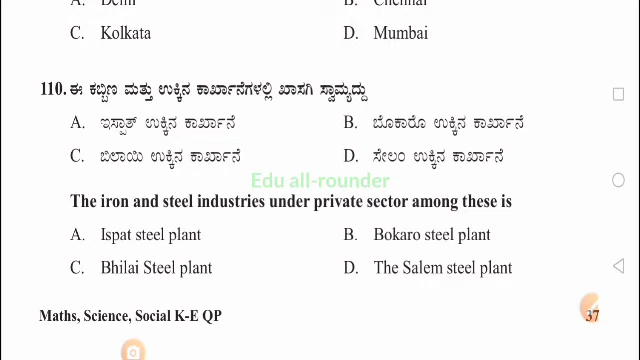 A. Delhi B. Chennai
C. Kolkata D. Mumbai
110. ಈ ಕಬ್ಬಿಣ ಮತ್ತು ಉಕ್ಕಿನ ಕಾರ್ಖಾನೆಗಳಲ್ಲಿ ಖಾಸಗಿ ಸ್ವಾಮ್ಯದ್ದು
A. ಇಸ್ಪಾತ್ ಉಕ್ಕಿನ ಕಾರ್ಖಾನೆ B. ಬೊಕಾರೊ ಉಕ್ಕಿನ ಕಾರ್ಖಾನೆ
C. ಬಿಲಾಯಿ ಉಕ್ಕಿನ ಕಾರ್ಖಾನೆ D. ಸೇಲಂ ಉಕ್ಕಿನ ಕಾರ್ಖಾನೆ
Edu all-rounder
The iron and steel industries under private sector among these is
A. Ispat steel plant B. Bokaro steel plant
C. Bhilai Steel plant D. The Salem steel plant
Maths, Science, Social K-E QP 37